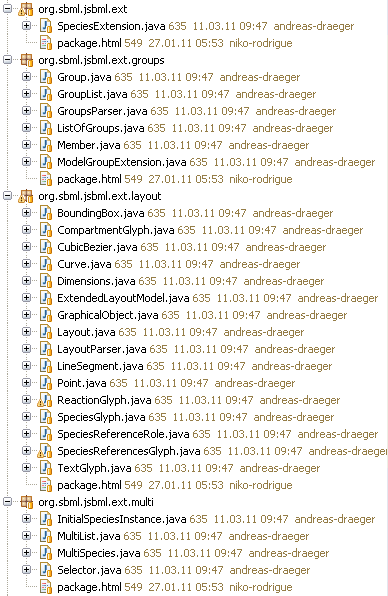 org.sbml.jsbml.ext
SpeciesExtension.java 635 11.03.11 09:47 andreas-draeger
package.html 549 27.01.11 05:53 niko-rodrigue
org.sbml.jsbml.ext.groups
Group.java 635 11.03.11 09:47 andreas-draeger
GroupList.java 635 11.03.11 09:47 andreas-draeger
GroupsParser.java 635 11.03.11 09:47 andreas-draeger
ListOfGroups.java 635 11.03.11 09:47 andreas-draeger
Member.java 635 11.03.11 09:47 andreas-draeger
ModelGroupExtension.java 635 11.03.11 09:47 andreas-draeger
package.html 549 27.01.11 05:53 niko-rodrigue
org.sbml.jsbml.ext.layout
BoundingBox.java 635 11.03.11 09:47 andreas-draeger
CompartmentGlyph.java 635 11.03.11 09:47 andreas-draeger
CubicBezier.java 635 11.03.11 09:47 andreas-draeger
Curve.java 635 11.03.11 09:47 andreas-draeger
Dimensions.java 635 11.03.11 09:47 andreas-draeger
ExtendedLayoutModel.java 635 11.03.11 09:47 andreas-draeger
GraphicalObject.java 635 11.03.11 09:47 andreas-draeger
Layout.java 635 11.03.11 09:47 andreas-draeger
LayoutParser.java 635 11.03.11 09:47 andreas-draeger
LineSegment.java 635 11.03.11 09:47 andreas-draeger
Point.java 635 11.03.11 09:47 andreas-draeger
ReactionGlyph.java 635 11.03.11 09:47 andreas-draeger
SpeciesGlyph.java 635 11.03.11 09:47 andreas-draeger
SpeciesReferenceRole.java 635 11.03.11 09:47 andreas-draeger
SpeciesReferencesGlyph.java 635 11.03.11 09:47 andreas-draeger
TextGlyph.java 635 11.03.11 09:47 andreas-draeger
package.html 549 27.01.11 05:53 niko-rodrigue
org.sbml.jsbml.ext.multi
InitialSpeciesInstance.java 635 11.03.11 09:47 andreas-draeger
MultiList.java 635 11.03.11 09:47 andreas-draeger
MultiSpecies.java 635 11.03.11 09:47 andreas-draeger
Selector.java 635 11.03.11 09:47 andreas-draeger
package.html 549 27.01.11 05:53 niko-rodrigue